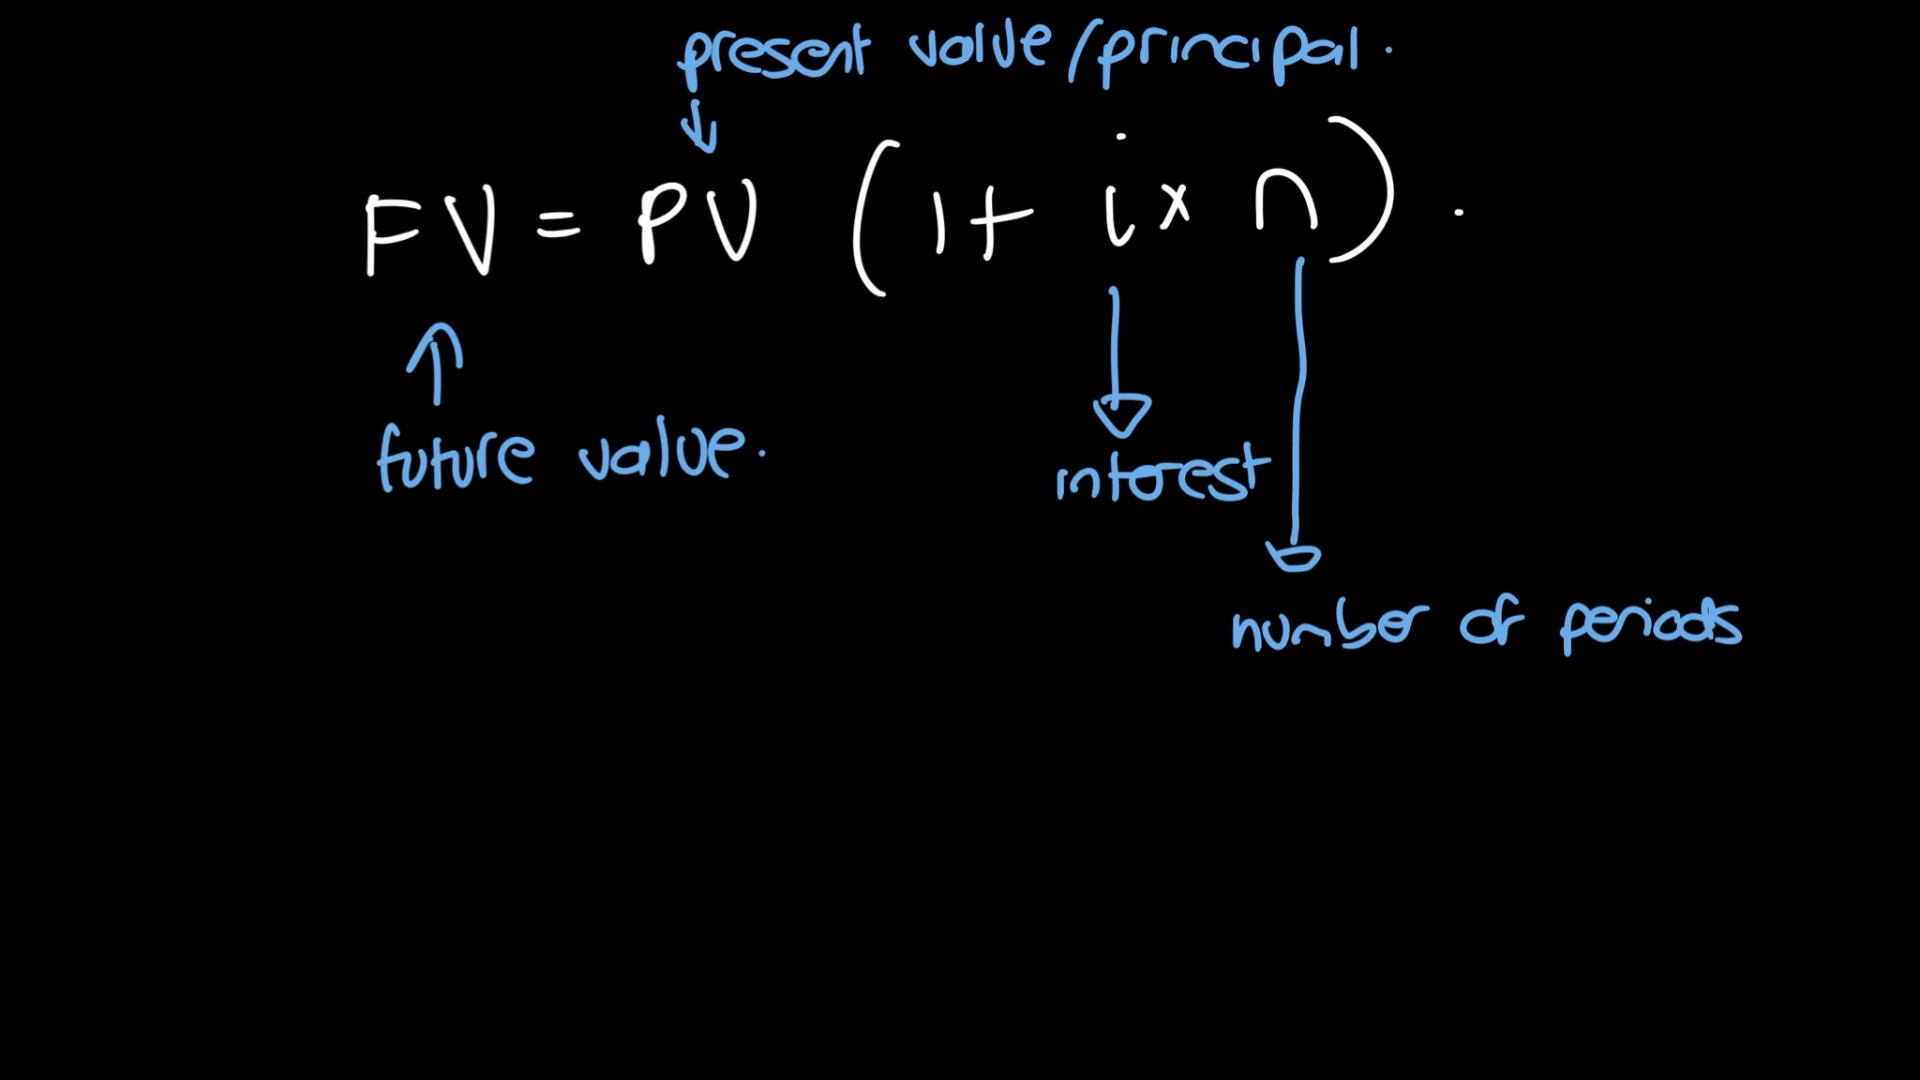 present value/principal.
FV = PV (1 + i x n).
future value.
interest
number of periods